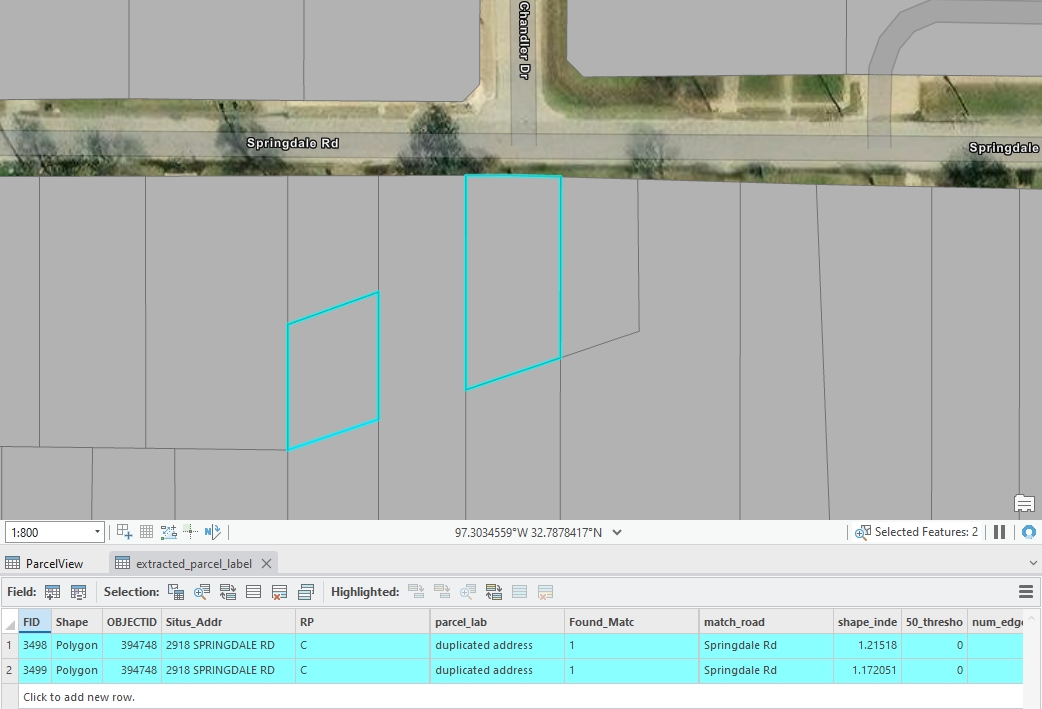 Chandler Dr
Springdale Rd
Springdale
1:800
97.3034559°W 32.7878417°N
Selected Features: 2
ParcelView
extracted_parcel_label
Field:
Selection:
Highlighted:
FID Shape OBJECTID Situs_Addr RP parcel_lab Found_Matc match_road shape_inde 50_thresho num_edge
1 3498 Polygon 394748 2918 SPRINGDALE RD C duplicated address 1 Springdale Rd 1.21518 0
2 3499 Polygon 394748 2918 SPRINGDALE RD C duplicated address 1 Springdale Rd 1.172051 0
Click to add new row.